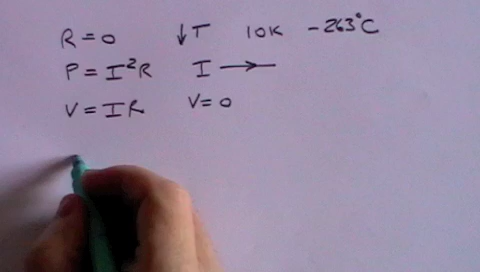 R = 0 ↓T 10K -263°C
P = I²R I →
V = IR V = 0